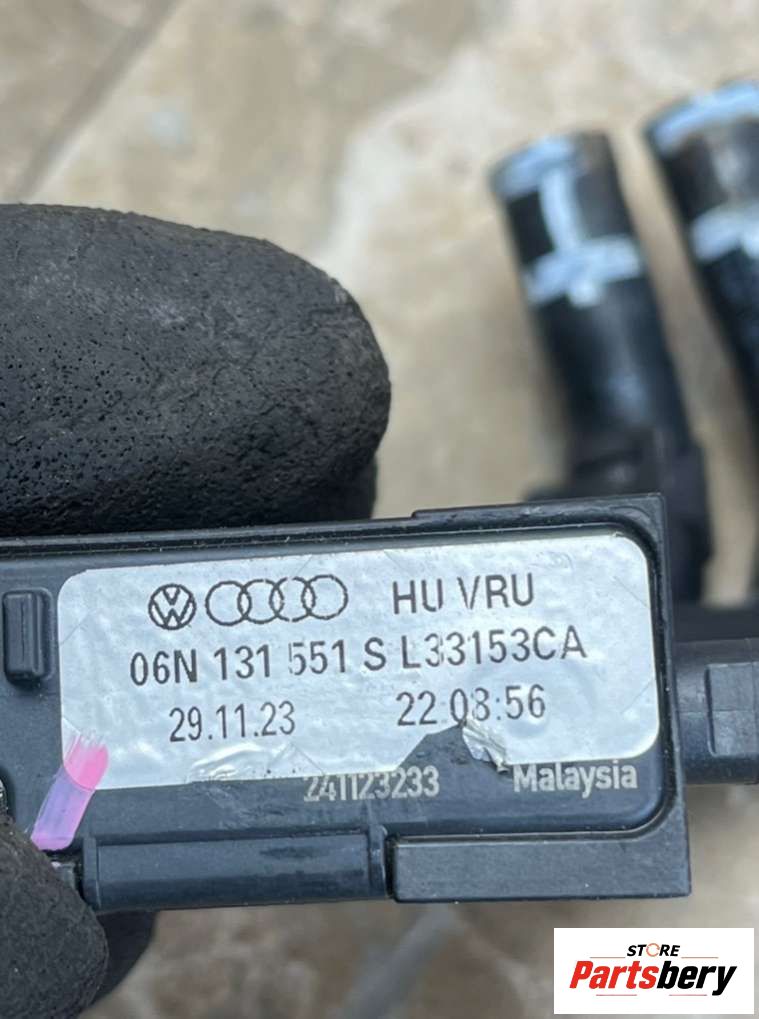 HU VRU
06N 131 551 S L33153CA
29.11.23 22:08:56
241123233 Malaysia
STORE
Partsbery